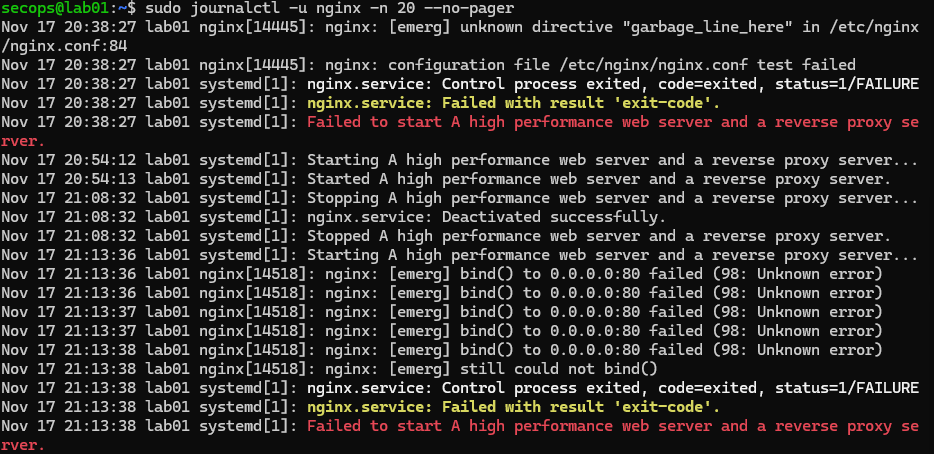 secops@lab01:~$ sudo journalctl -u nginx -n 20 --no-pager
Nov 17 20:38:27 lab01 nginx[14445]: nginx: [emerg] unknown directive "garbage_line_here" in /etc/nginx
/nginx.conf:84
Nov 17 20:38:27 lab01 nginx[14445]: nginx: configuration file /etc/nginx/nginx.conf test failed
Nov 17 20:38:27 lab01 systemd[1]: nginx.service: Control process exited, code=exited, status=1/FAILURE
Nov 17 20:38:27 lab01 systemd[1]: nginx.service: Failed with result 'exit-code'.
Nov 17 20:38:27 lab01 systemd[1]: Failed to start A high performance web server and a reverse proxy se
rver.
Nov 17 20:54:12 lab01 systemd[1]: Starting A high performance web server and a reverse proxy server...
Nov 17 20:54:13 lab01 systemd[1]: Started A high performance web server and a reverse proxy server.
Nov 17 21:08:32 lab01 systemd[1]: Stopping A high performance web server and a reverse proxy server...
Nov 17 21:08:32 lab01 systemd[1]: nginx.service: Deactivated successfully.
Nov 17 21:08:32 lab01 systemd[1]: Stopped A high performance web server and a reverse proxy server.
Nov 17 21:13:36 lab01 systemd[1]: Starting A high performance web server and a reverse proxy server...
Nov 17 21:13:36 lab01 nginx[14518]: nginx: [emerg] bind() to 0.0.0.0:80 failed (98: Unknown error)
Nov 17 21:13:36 lab01 nginx[14518]: nginx: [emerg] bind() to 0.0.0.0:80 failed (98: Unknown error)
Nov 17 21:13:37 lab01 nginx[14518]: nginx: [emerg] bind() to 0.0.0.0:80 failed (98: Unknown error)
Nov 17 21:13:37 lab01 nginx[14518]: nginx: [emerg] bind() to 0.0.0.0:80 failed (98: Unknown error)
Nov 17 21:13:38 lab01 nginx[14518]: nginx: [emerg] bind() to 0.0.0.0:80 failed (98: Unknown error)
Nov 17 21:13:38 lab01 nginx[14518]: nginx: [emerg] still could not bind()
Nov 17 21:13:38 lab01 systemd[1]: nginx.service: Control process exited, code=exited, status=1/FAILURE
Nov 17 21:13:38 lab01 systemd[1]: nginx.service: Failed with result 'exit-code'.
Nov 17 21:13:38 lab01 systemd[1]: Failed to start A high performance web server and a reverse proxy se
rver.